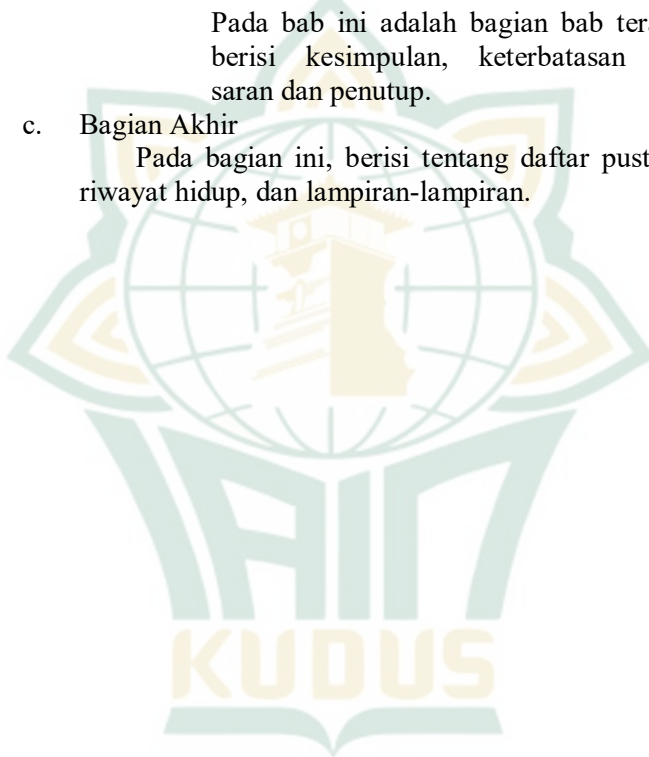 Pada bab ini adalah bagian bab
berisi kesimpulan, keterbatasan
saran dan penutup.
c. Bagian Akhir
Pada bagian ini, berisi tentang daftar
riwayat hidup, dan lampiran-lampiran.
IAIN
KUDUS